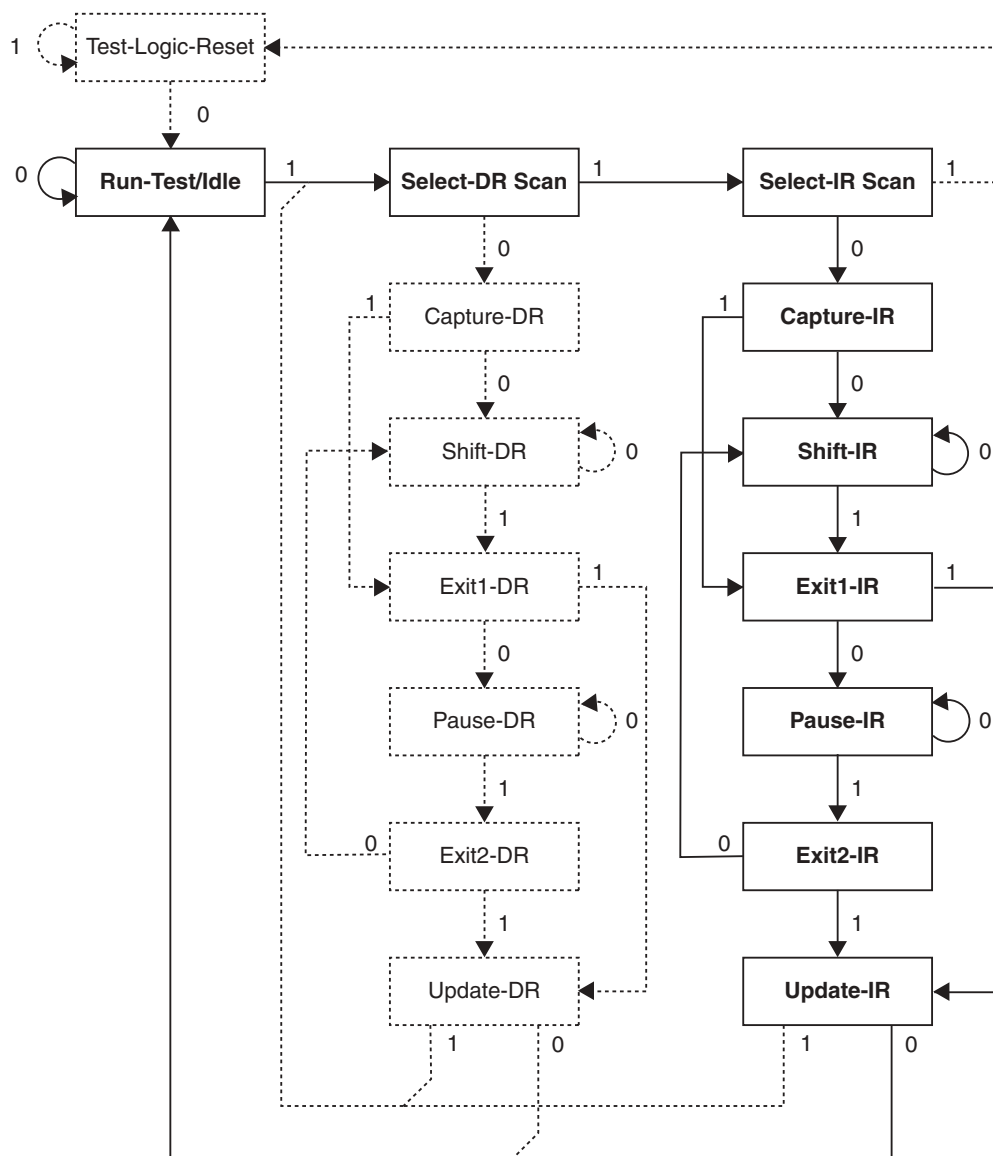 Test-Logic-Reset
1
0
Run-Test/Idle
0
1
Select-DR Scan
1
Select-IR Scan
1
0
0
1
Capture-DR
1
Capture-IR
0
0
Shift-DR
0
Shift-IR
0
1
1
Exit1-DR
1
Exit1-IR
1
0
0
Pause-DR
0
Pause-IR
0
1
1
0
Exit2-DR
0
Exit2-IR
1
1
Update-DR
Update-IR
1
0
1
0